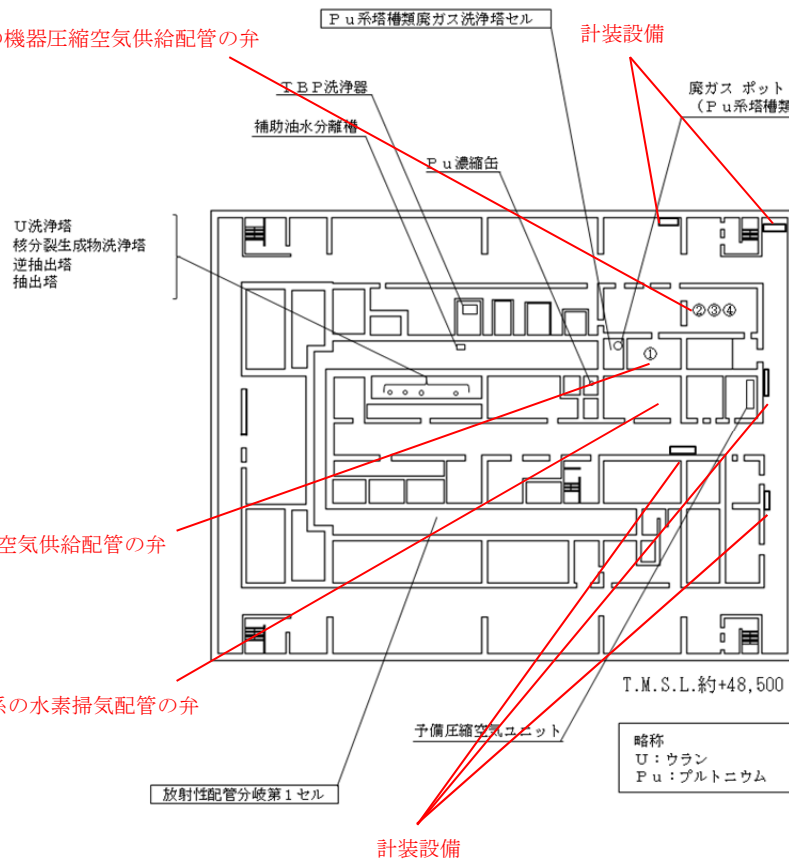 Ｐｕ系塔槽類廃ガス洗浄塔セル
の機器圧縮空気供給配管の弁
計装設備
ＴＢＰ洗浄器
廃ガス ポット
（Ｐｕ系塔槽類
補助油水分離槽
Ｐｕ濃縮缶
Ｕ洗浄塔
核分裂生成物洗浄塔
逆抽出塔
抽出塔
②③④
①
空気供給配管の弁
系の水素掃気配管の弁
T.M.S.L.約+48,500
予備圧縮空気ユニット
略称
Ｕ：ウラン
Ｐｕ：プルトニウム
放射性配管分岐第１セル
計装設備